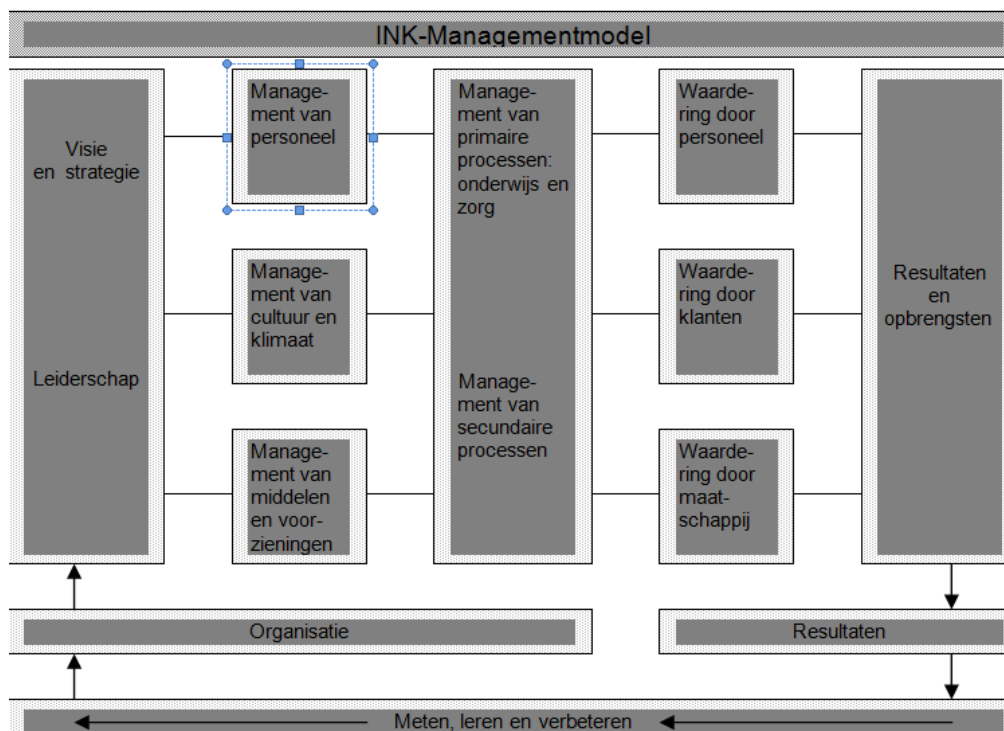 INK-Managementmodel
Visie
en strategie
Leiderschap
Manage-
ment van
personeel
Manage-
ment van
cultuur en
klimaat
Manage-
ment van
middelen
en voor-
zieningen
Manage-
ment van
primaire
processen:
onderwijs en
zorg
Manage-
ment van
secundaire
processen
Waarde-
ring door
personeel
Waarde-
ring door
klanten
Waarde-
ring door
maat-
schappij
Resultaten
en
opbrengsten
Organisatie
Resultaten
Meten, leren en verbeteren